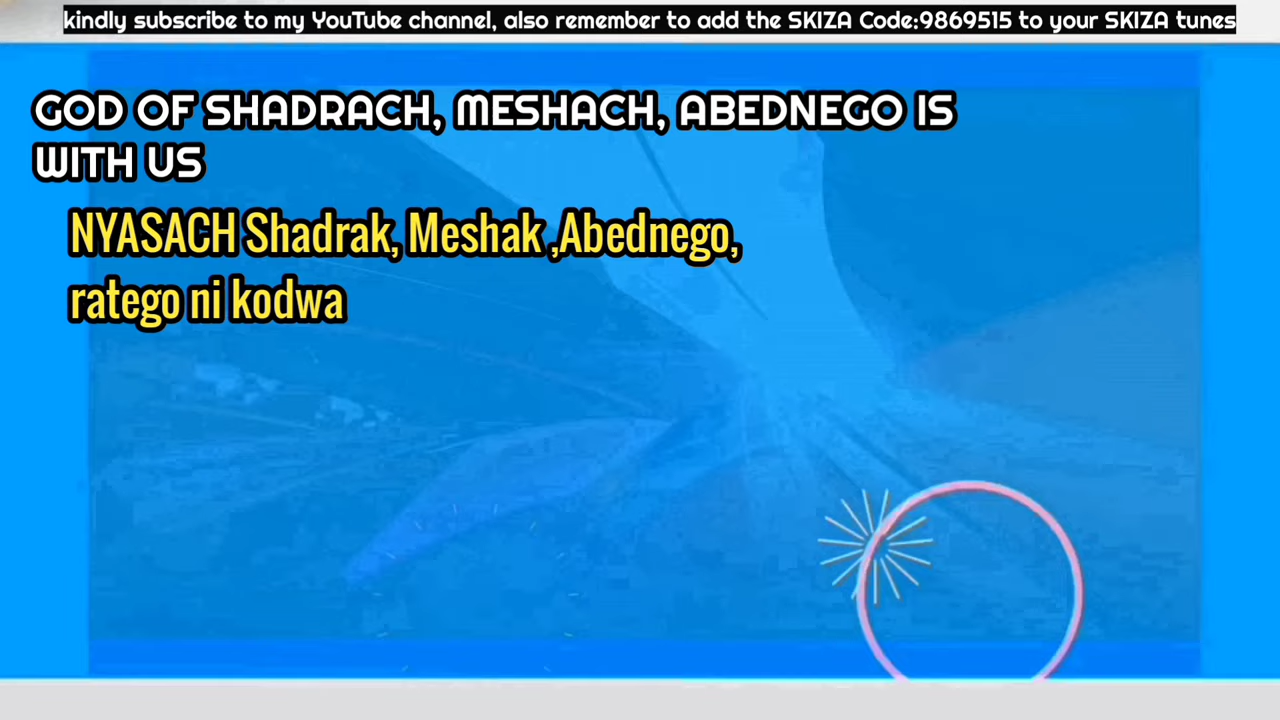 kindly subscribe to my YouTube channel, also remember to add the SKIZA Code:9869515 to your SKIZA tunes
GOD OF SHADRACH, MESHACH, ABEDNEGO IS
WITH US
NYASACH Shadrak, Meshak ,Abednego,
ratego ni kodwa